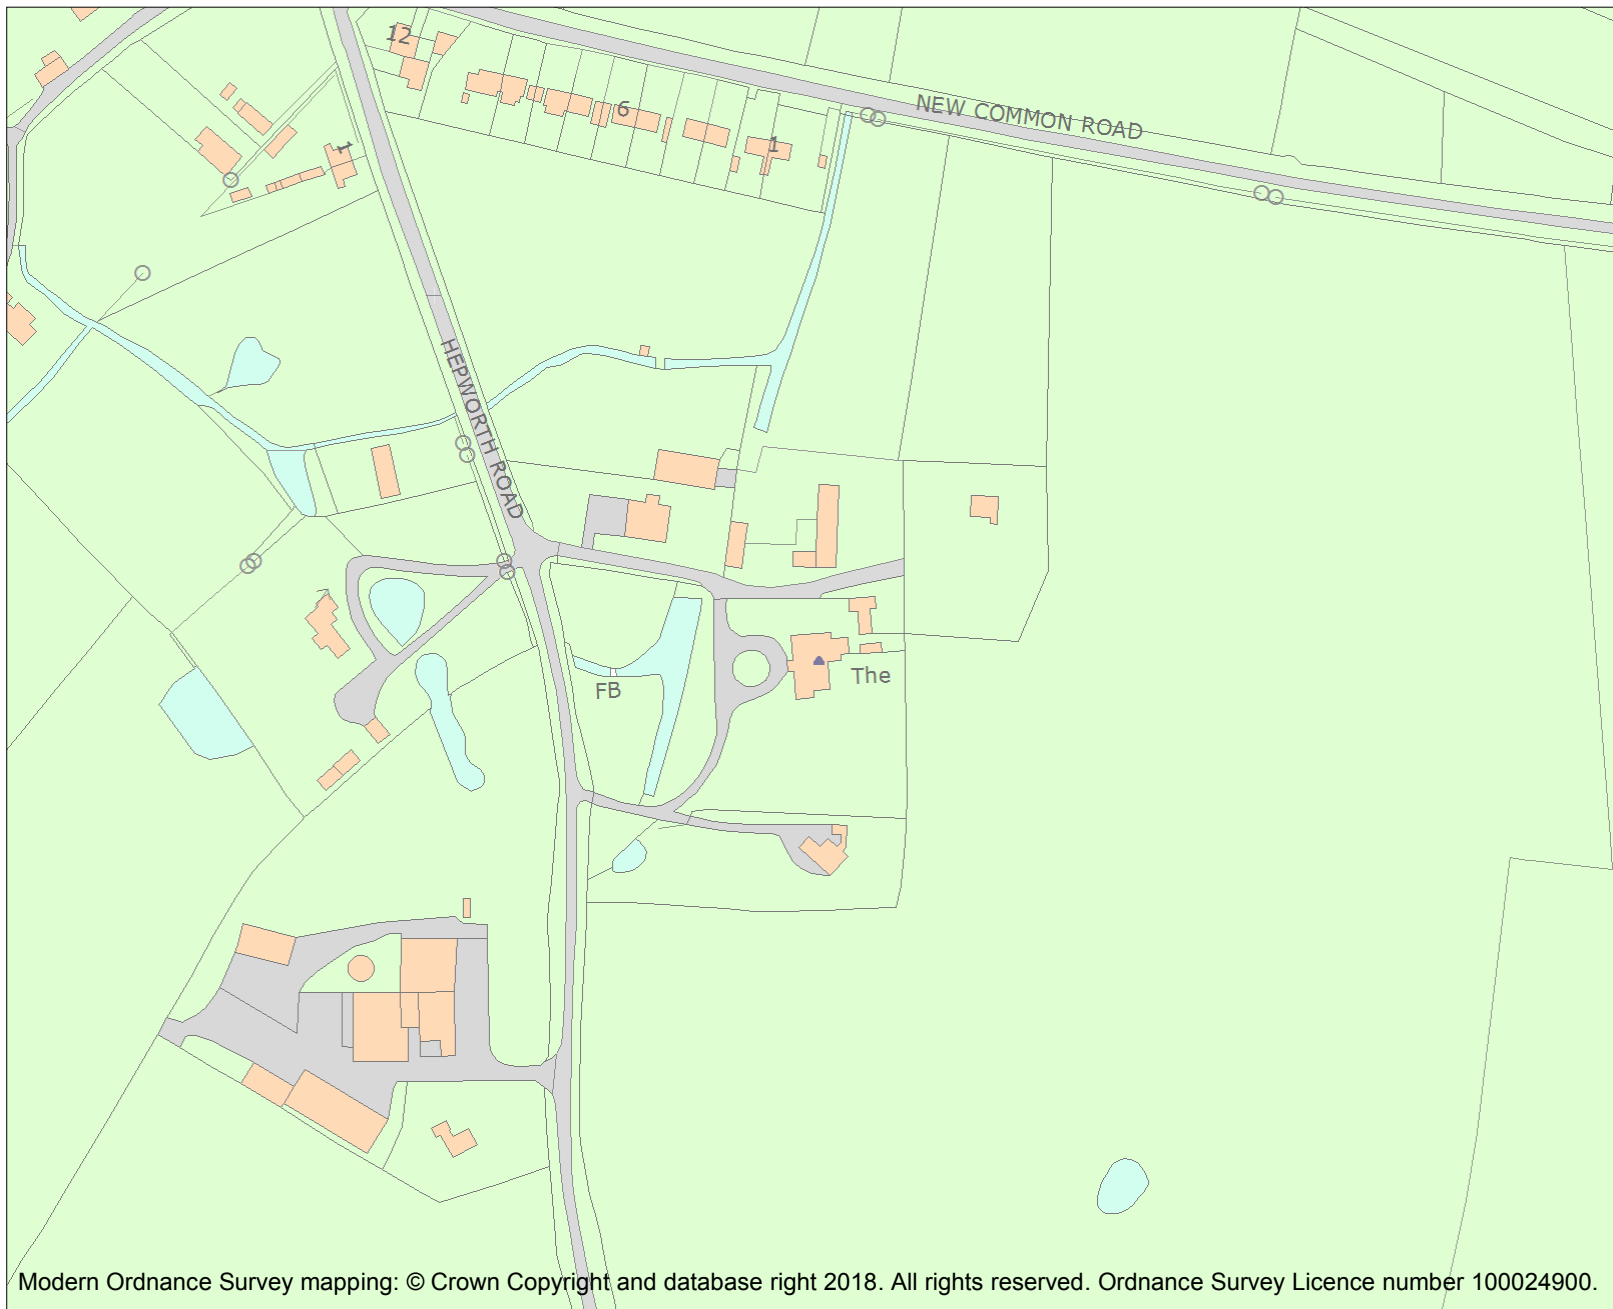 12
6
1
1
NEW COMMON ROAD
HEPWORTH ROAD
FB
The
Modern Ordnance Survey mapping: © Crown Copyright and database right 2018. All rights reserved. Ordnance Survey Licence number 100024900.